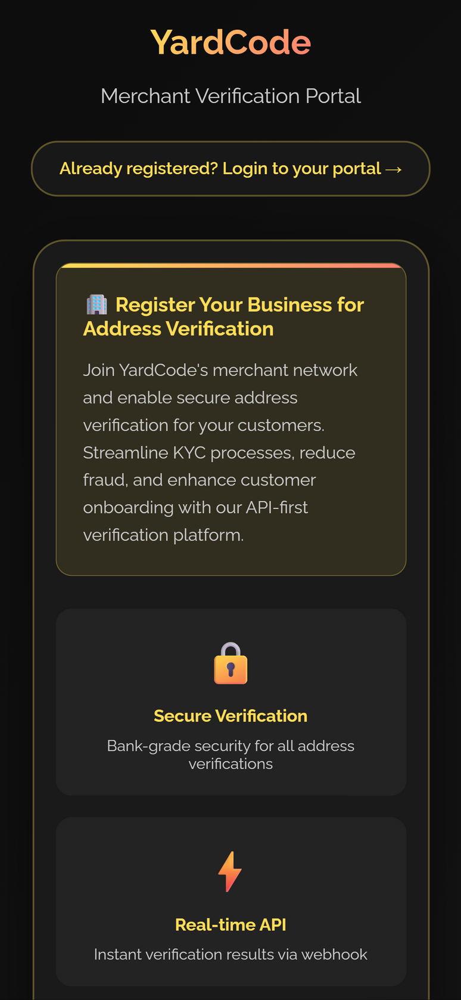 YardCode
Merchant Verification Portal
Already registered? Login to your portal →
Register Your Business for
Address Verification
Join YardCode's merchant network
and enable secure address
verification for your customers.
Streamline KYC processes, reduce
fraud, and enhance customer
onboarding with our API-first
verification platform.
Secure Verification
Bank-grade security for all address
verifications
Real-time API
Instant verification results via webhook